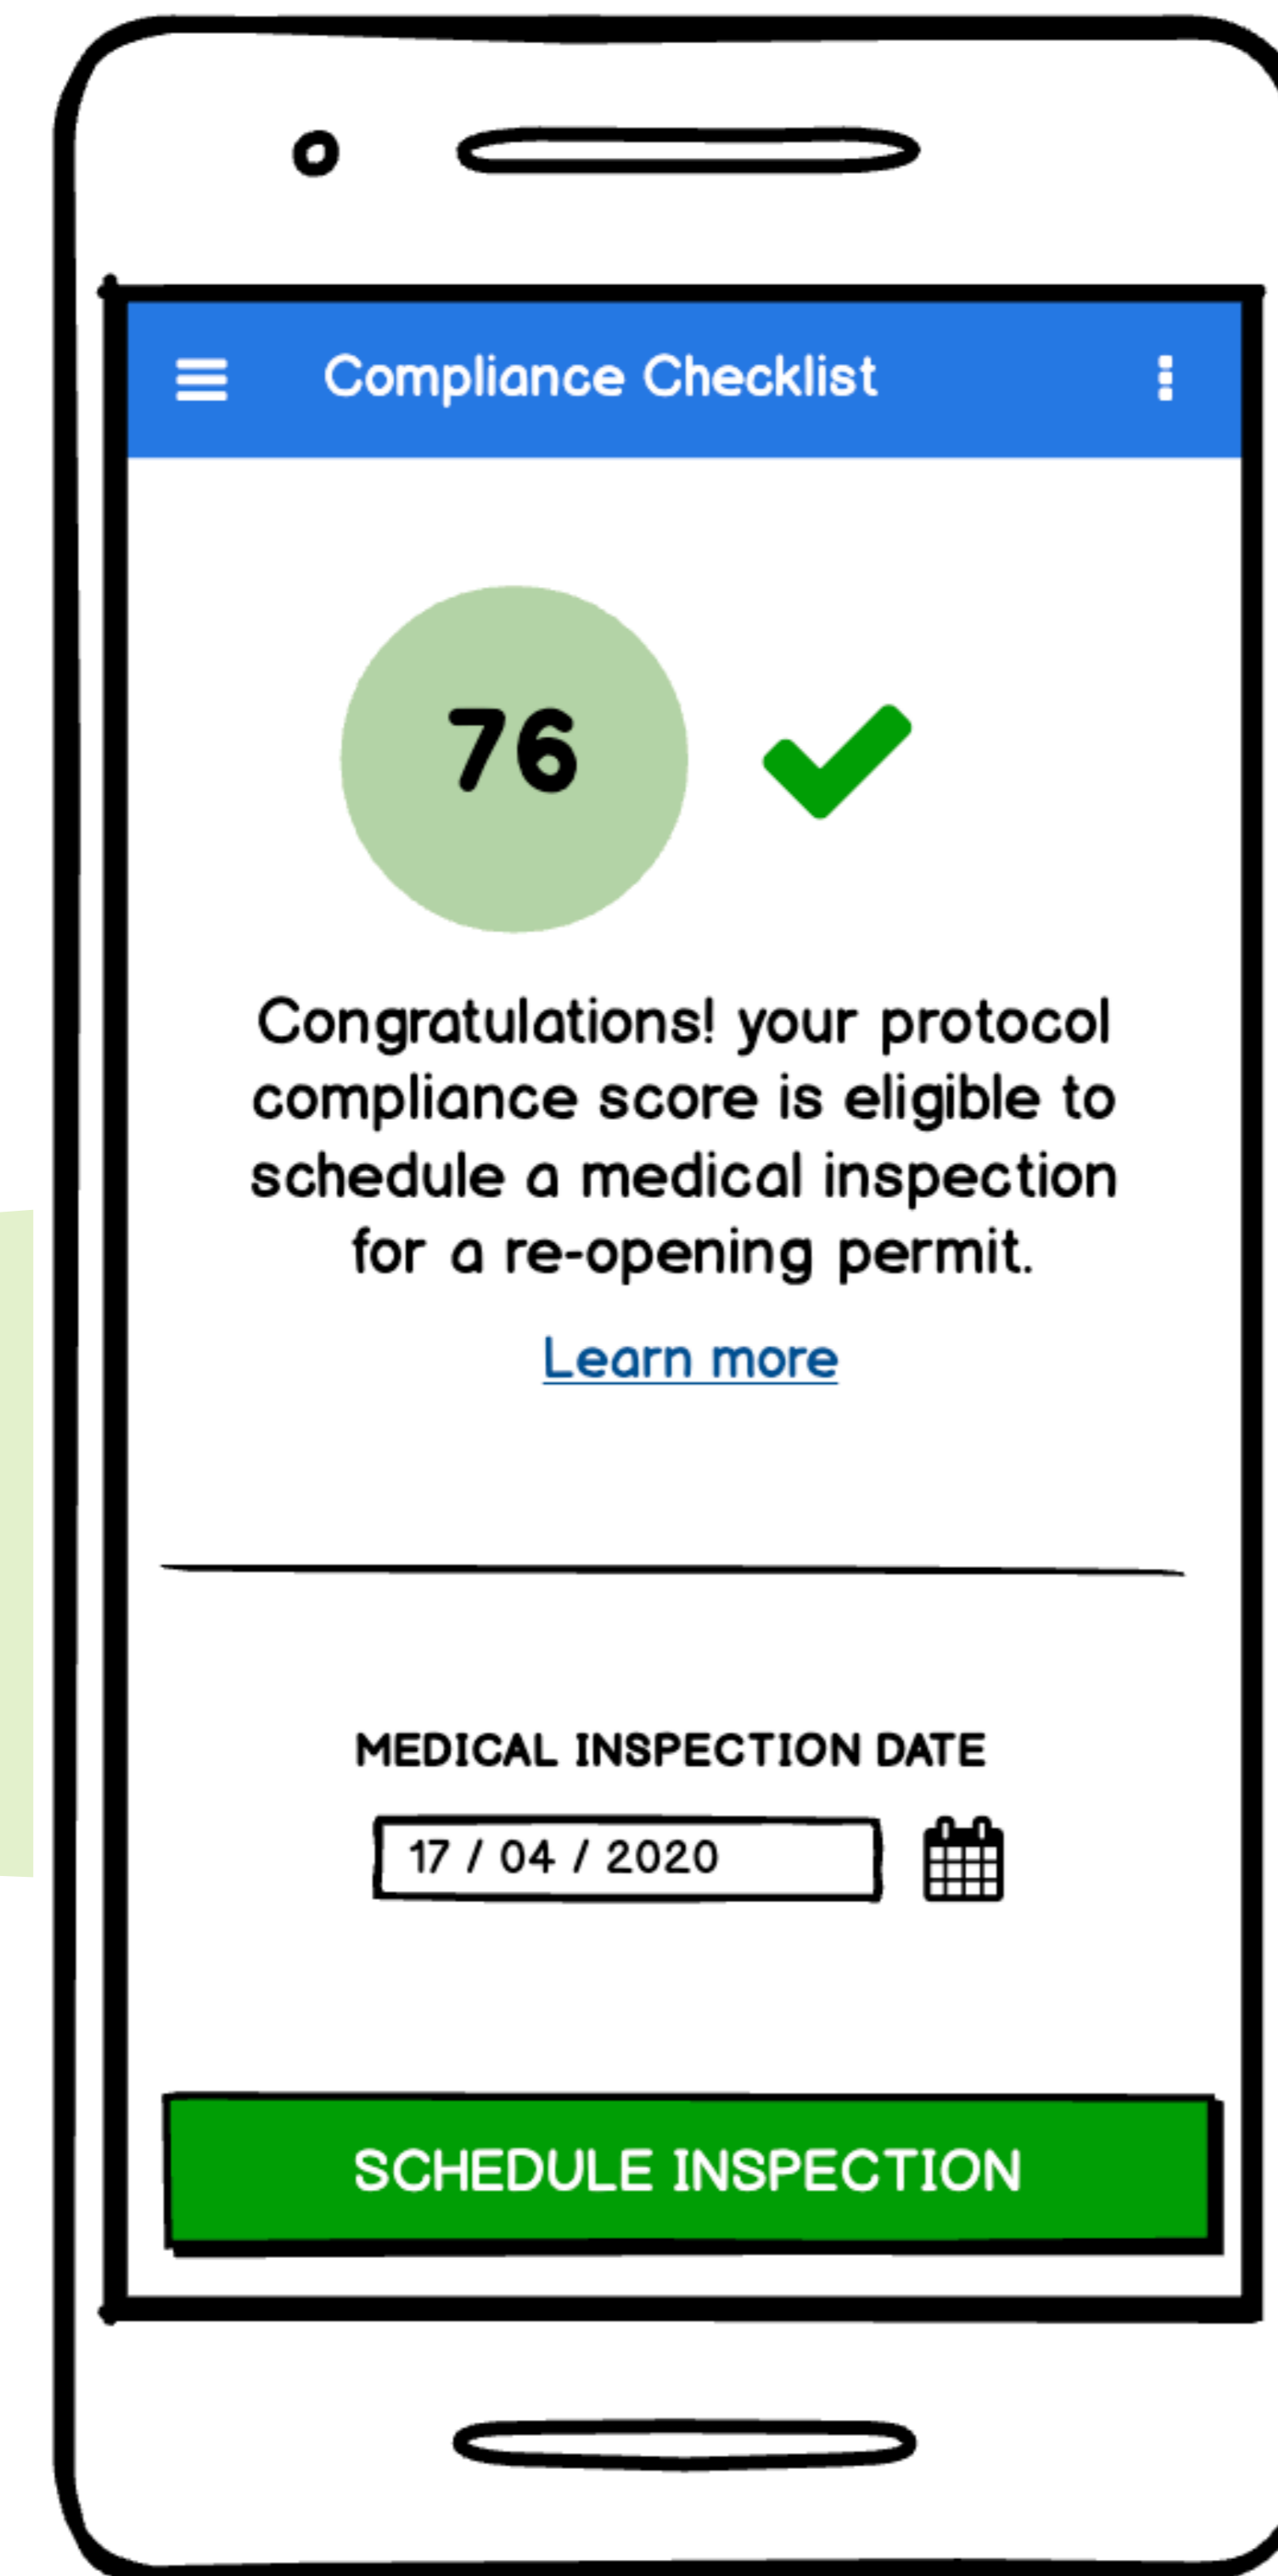 Compliance Checklist
76
Congratulations! your protocol
compliance score is eligible to
schedule a medical inspection
for a re-opening permit.
Learn more
MEDICAL INSPECTION DATE
17 / 04 / 2020
SCHEDULE INSPECTION